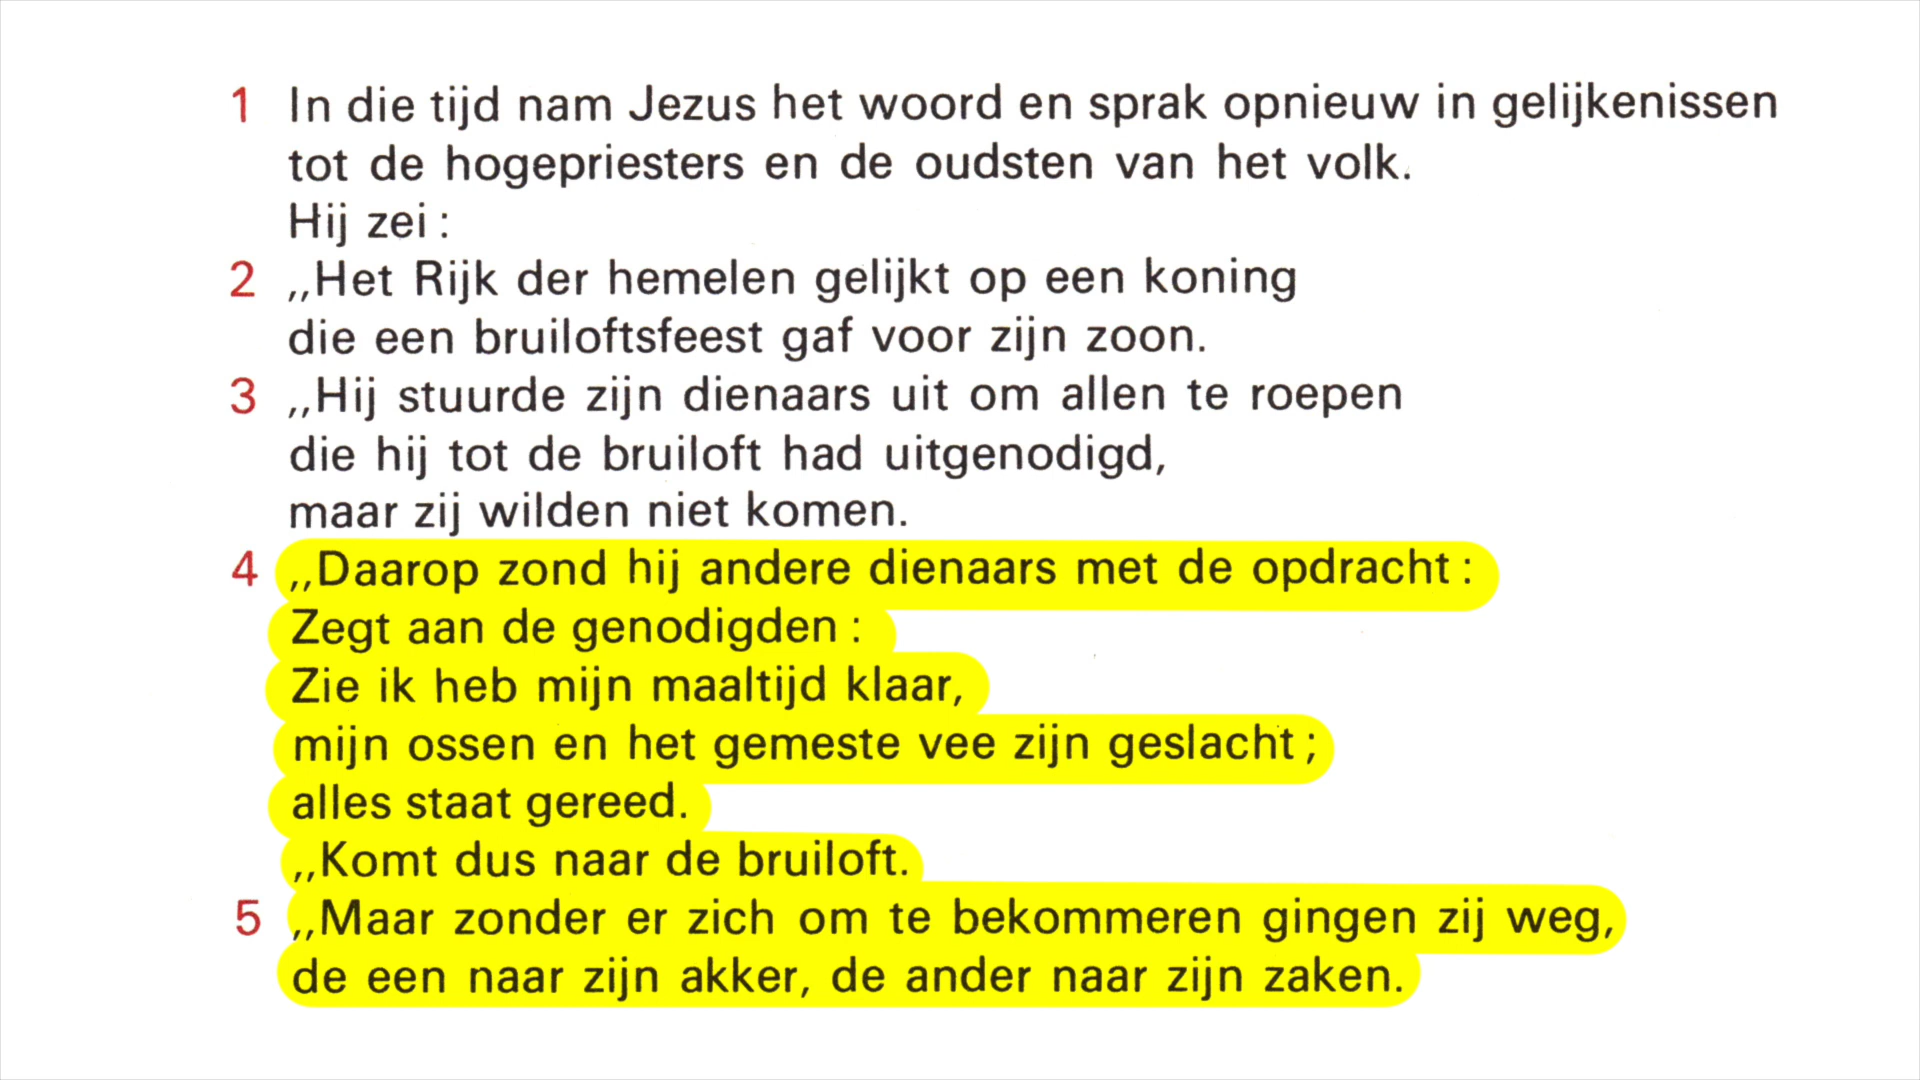 1 In die tijd nam Jezus het woord en sprak opnieuw in gelijkenissen
tot de hogepriesters en de oudsten van het volk.
Hij zei :
2 ,,Het Rijk der hemelen gelijkt op een koning
die een bruiloftsfeest gaf voor zijn zoon.
3 ,,Hij stuurde zijn dienaars uit om allen te roepen
die hij tot de bruiloft had uitgenodigd,
maar zij wilden niet komen.
4 ,,Daarop zond hij andere dienaars met de opdracht :
Zegt aan de genodigden :
Zie ik heb mijn maaltijd klaar,
mijn ossen en het gemeste vee zijn geslacht ;
alles staat gereed.
,,Komt dus naar de bruiloft.
5 ,,Maar zonder er zich om te bekommeren gingen zij weg,
de een naar zijn akker, de ander naar zijn zaken.